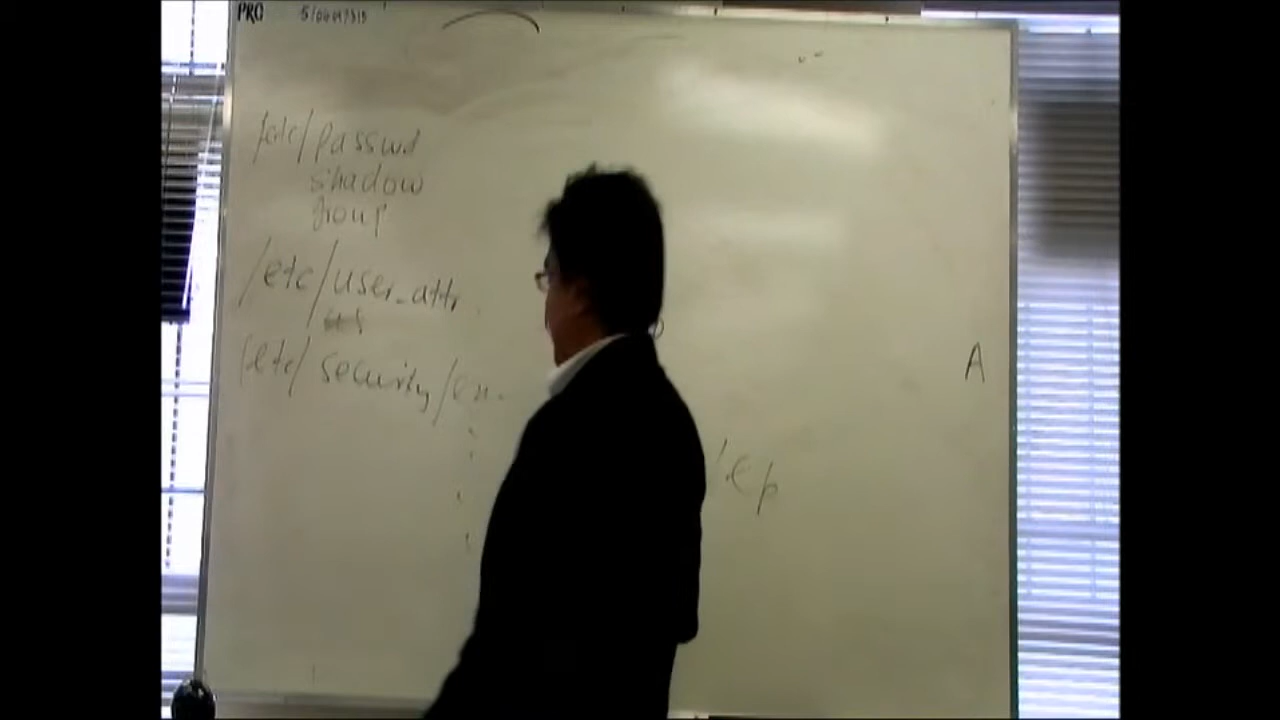 PRO
/etc/passwd
shadow
group
/etc/user_attr
/etc/security/
A